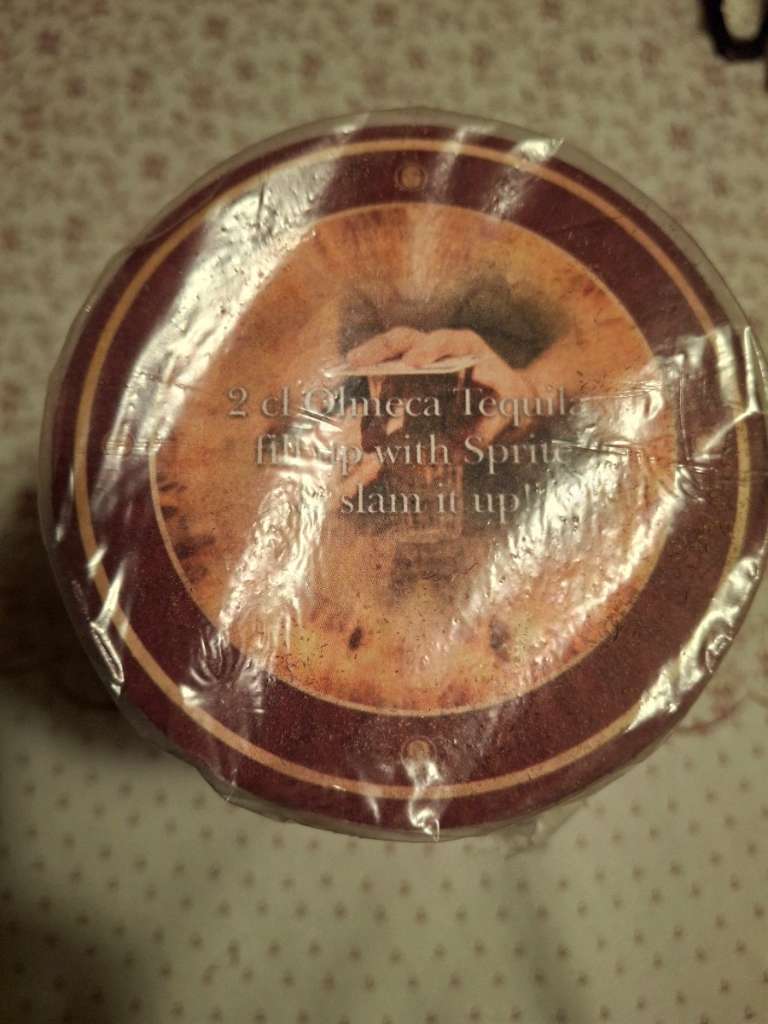 2 cl Olmeca Tequila
fill up with Sprite
slam it up!